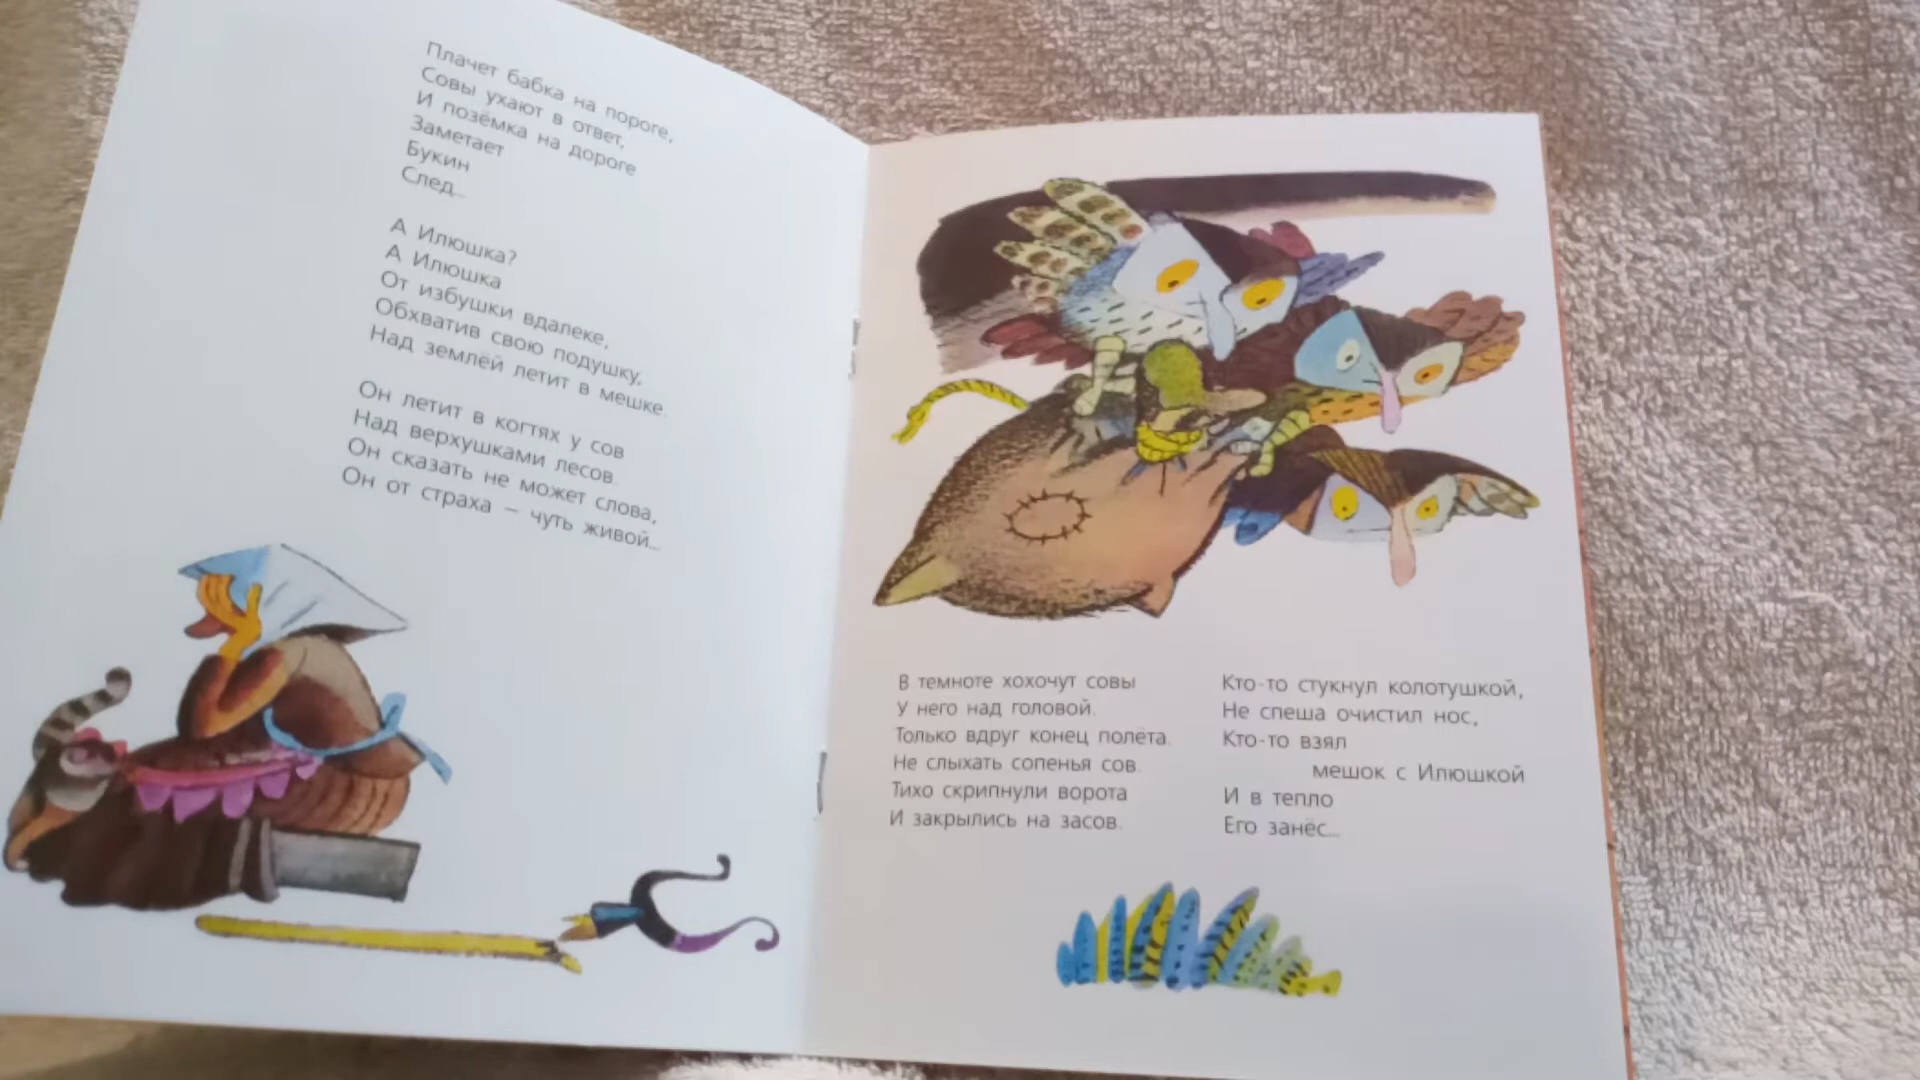 Плачет бабка на пороге,
Совы ухают в ответ,
И позёмка на дороге
Заметает
Букин
След...
А Илюшка?
А Илюшка
От избушки вдалеке,
Обхватив свою подушку,
Над землёй летит в мешке.
Он летит в когтях у сов
Над верхушками лесов.
Он сказать не может слова,
Он от страха – чуть живой...
В темноте хохочут совы
У него над головой.
Только вдруг конец полёта.
Не слыхать сопенья сов.
Тихо скрипнули ворота
И закрылись на засов.
Кто-то стукнул колотушкой,
Не спеша очистил нос,
Кто-то взял
мешок с Илюшкой
И в тепло
Его занёс...